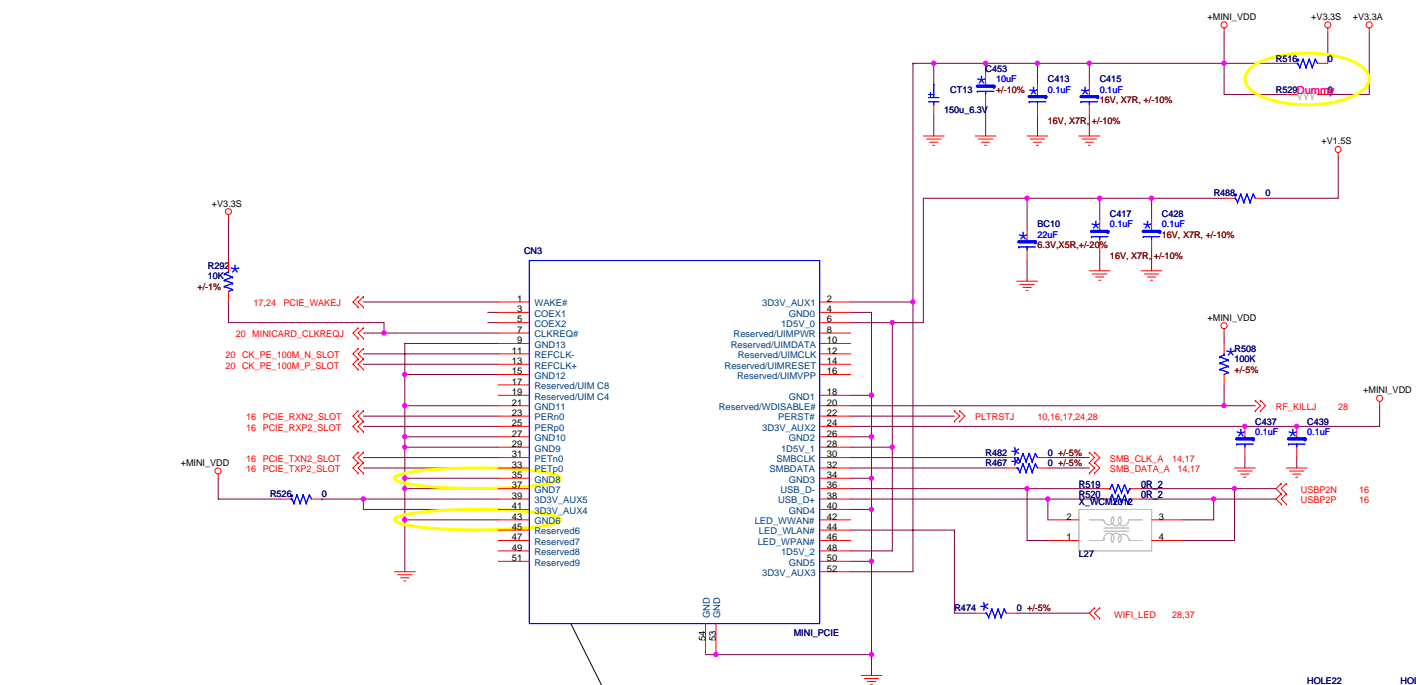 +MINI_VDD +V3.3S +V3.3A
R516 0
R529 Dummy 0
C453
10uF
+/-10%
CT13
150u_6.3V
C413
0.1uF
16V, X7R, +/-10%
C415
0.1uF
16V, X7R, +/-10%
+V1.5S
R488 0
BC10
22uF
6.3V,X5R,+/-20%
C417
0.1uF
16V, X7R, +/-10%
C428
0.1uF
16V, X7R, +/-10%
+V3.3S
R292
10K
+/-1%
CN3
17,24 PCIE_WAKEJ
20 MINICARD_CLKREQJ
20 CK_PE_100M_N_SLOT
20 CK_PE_100M_P_SLOT
16 PCIE_RXN2_SLOT
16 PCIE_RXP2_SLOT
16 PCIE_TXN2_SLOT
16 PCIE_TXP2_SLOT
+MINI_VDD
R526 0
1 WAKE#
3 COEX1
5 COEX2
7 CLKREQ#
9 GND13
11 REFCLK-
13 REFCLK+
15 GND12
17 Reserved/UIM C8
19 Reserved/UIM C4
21 GND11
23 PERn0
25 PERp0
27 GND10
29 GND9
31 PETn0
33 PETp0
35 GND8
37 GND7
39 3D3V_AUX5
41 3D3V_AUX4
43 GND6
45 Reserved6
47 Reserved7
49 Reserved8
51 Reserved9
3D3V_AUX1 2
GND0 4
1D5V_0 6
Reserved/UIMPWR 8
Reserved/UIMDATA 10
Reserved/UIMCLK 12
Reserved/UIMRESET 14
Reserved/UIMVPP 16
GND1 18
Reserved/WDISABLE# 20
PERST# 22
3D3V_AUX2 24
GND2 26
1D5V_1 28
SMBCLK 30
SMBDATA 32
GND3 34
USB_D- 36
USB_D+ 38
GND4 40
LED_WWAN# 42
LED_WLAN# 44
LED_WPAN# 46
1D5V_2 48
GND5 50
3D3V_AUX3 52
GND GND
54 53
MINI_PCIE
+MINI_VDD
R508
100K
+/-5%
RF_KILLJ 28
PLTRSTJ 10,16,17,24,28
+MINI_VDD
C437
0.1uF
C439
0.1uF
R482 0 +/-5%
R467 0 +/-5%
SMB_CLK_A 14,17
SMB_DATA_A 14,17
R519 0R_2
R520 0R_2
USBP2N 16
USBP2P 16
X_WCM2012
2 3
1 4
L27
R474 0 +/-5%
WIFI_LED 28,37
HOLE22